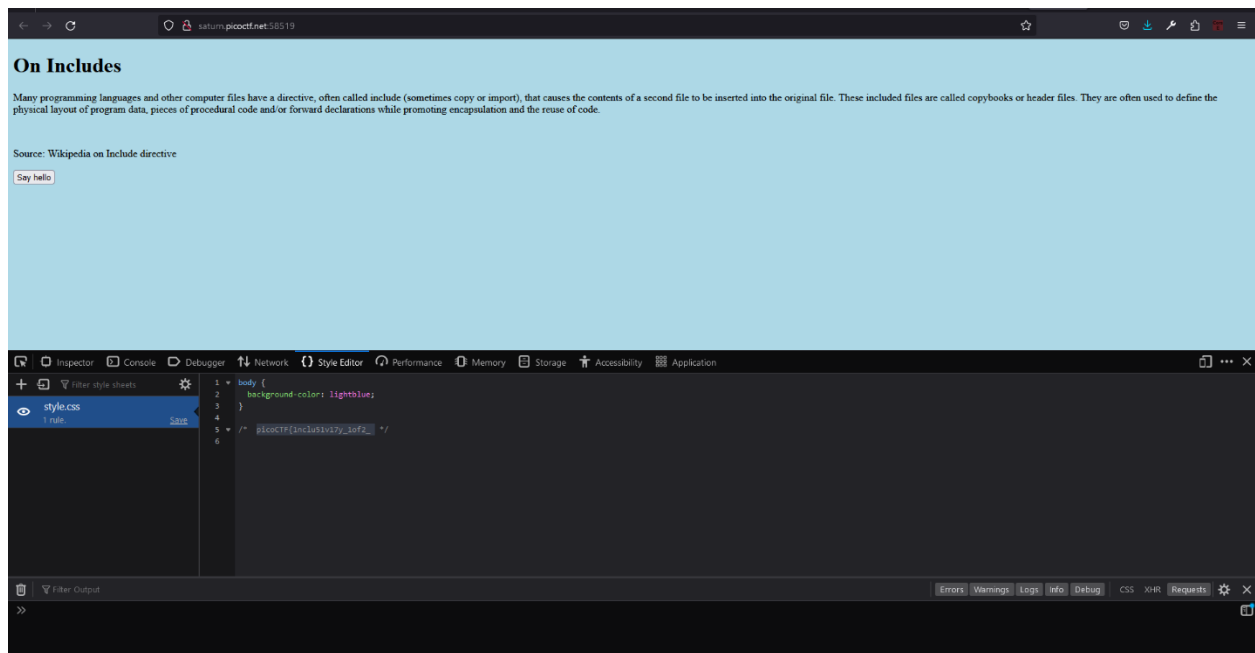 saturn.picoctf.net:58519
On Includes
Many programming languages and other computer files have a directive, often called include (sometimes copy or import), that causes the contents of a second file to be inserted into the original file. These included files are called copybooks or header files. They are often used to define the
physical layout of program data, pieces of procedural code and/or forward declarations while promoting encapsulation and the reuse of code.
Source: Wikipedia on Include directive
Say hello
Inspector Console Debugger Network {} Style Editor Performance Memory Storage Accessibility Application
Filter style sheets
style.css
1 rule. Save
1 body {
2 background-color: lightblue;
3 }
4
5 /* picoCTF{1nclu51v17y_1of2_ */
6
Filter Output Errors Warnings Logs Info Debug CSS XHR Requests
>>